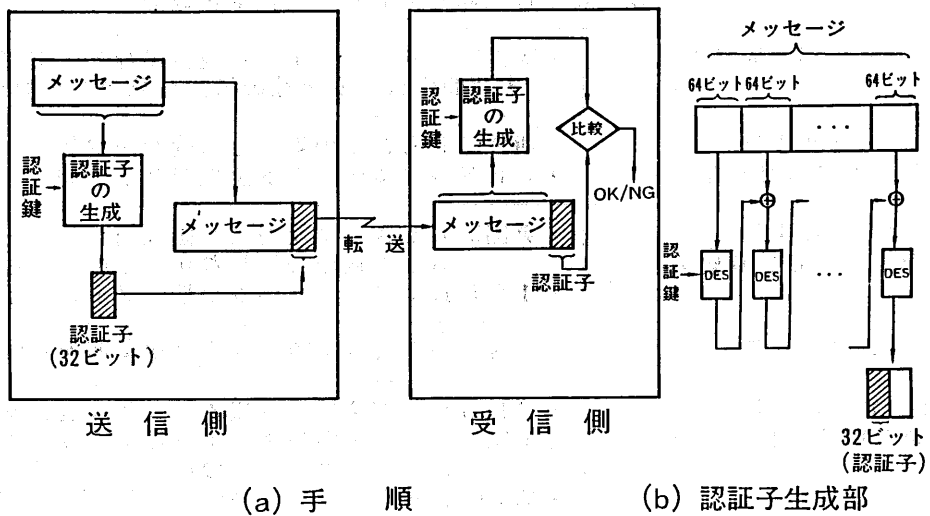 メッセージ
認証鍵
認証子
の
生成
メッセージ
認証子
(32ビット)
送信側
転送
認証鍵
認証子
の
生成
比較
OK/NG
メッセージ
認証子
受信側
(a) 手順
メッセージ
64ビット 64ビット 64ビット
・・・
認証鍵
DES DES ・・・ DES
32ビット
(認証子)
(b) 認証子生成部